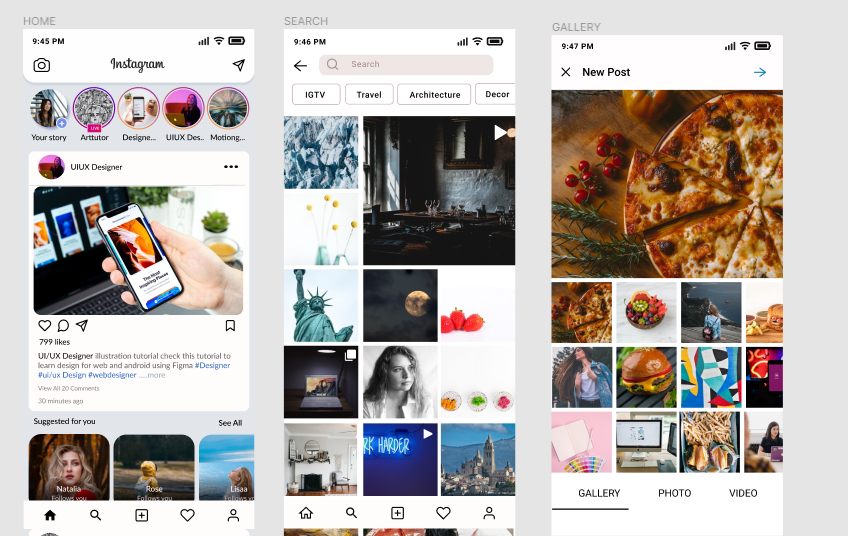 HOME
9:45 PM
Instagram
LIVE
Your story
Arttutor
Designe...
UIUX Des..
Motiong...
UIUX Designer
The Most
Inspiring Places
799 likes
UI/UX Designer illustration tutorial check this tutorial to
learn design for web and android using Figma #Designer
#ui/ux Design #webdesigner ....more
View All 20 Comments
30 minutes ago
Suggested for you
See All
Natalia
Follows you
Rose
Follows you
Lisaa
Follows you
SEARCH
9:46 PM
Search
IGTV
Travel
Architecture
Decor
RK HARDER
GALLERY
9:47 PM
New Post
GALLERY
PHOTO
VIDEO